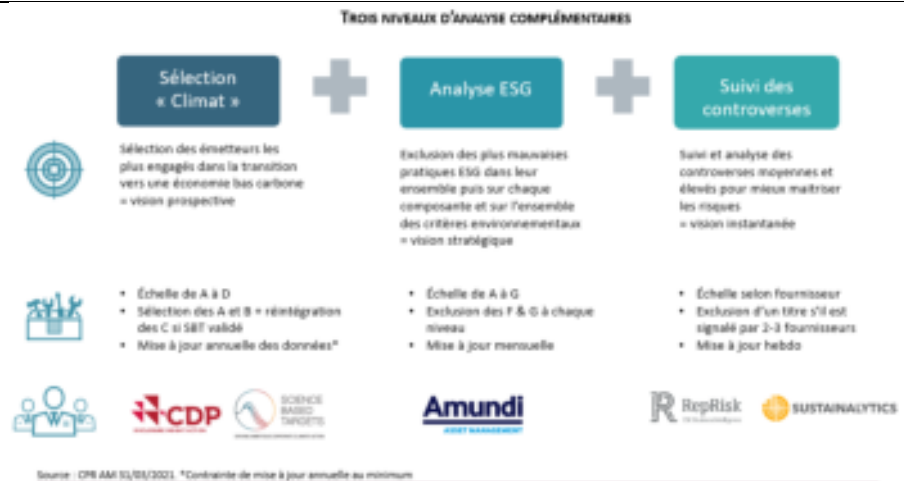 TROIS NIVEAUX D'ANALYSE COMPLÉMENTAIRES
Sélection
« Climat »
Analyse ESG
Suivi des
controverses
Sélection des émetteurs les
plus engagés dans la transition
vers une économie bas carbone
= vision prospective
Exclusion des plus mauvaises
pratiques ESG dans leur
ensemble puis sur chaque
composante et sur l'ensemble
des critères environnementaux
= vision stratégique
Suivi et analyse des
controverses moyennes et
élevés pour mieux maitriser
les risques
= vision instantanée
• Échelle de A à D
• Sélection des A et B + réintégration
des C si SBT validé
• Mise à jour annuelle des données*
• Échelle de A à G
• Exclusion des F & G à chaque
niveau
• Mise à jour mensuelle
• Échelle selon fournisseur
• Exclusion d'un titre s'il est
signalé par 2-3 fournisseurs
• Mise à jour hebdo
CDP
SCIENCE
BASED
TARGETS
Amundi
ASSET MANAGEMENT
RepRisk
SUSTAINALYTICS
Source : CPR AM 31/03/2021. *Contrainte de mise à jour annuelle au minimum